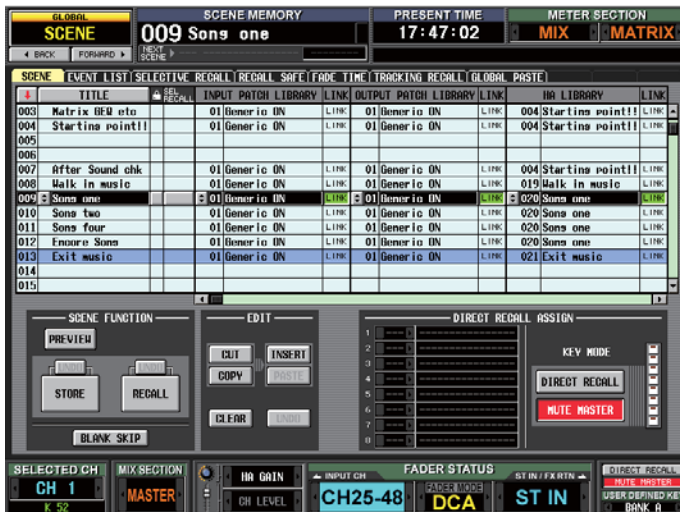 GLOBAL SCENE MEMORY PRESENT TIME METER SECTION
SCENE 009 Song one 17:47:02 MIX MATRIX
BACK FORWARD NEXT SCENE
SCENE EVENT LIST SELECTIVE RECALL RECALL SAFE FADE TIME TRACKING RECALL GLOBAL PASTE
TITLE SEL RECALL INPUT PATCH LIBRARY LINK OUTPUT PATCH LIBRARY LINK HA LIBRARY LINK
003 Matrix GEQ etc 01 Generic ON LINK 01 Generic ON LINK 004 Starting point!! LINK
004 Starting point!! 01 Generic ON LINK 01 Generic ON LINK 004 Starting point!! LINK
005
006
007 After Sound chk 01 Generic ON LINK 01 Generic ON LINK 004 Starting point!! LINK
008 Walk in music 01 Generic ON LINK 01 Generic ON LINK 019 Walk in music LINK
009 Song one 01 Generic ON LINK 01 Generic ON LINK 020 Song one LINK
010 Song two 01 Generic ON LINK 01 Generic ON LINK 020 Song one LINK
011 Song four 01 Generic ON LINK 01 Generic ON LINK 020 Song one LINK
012 Encore Song 01 Generic ON LINK 01 Generic ON LINK 020 Song one LINK
013 Exit music 01 Generic ON LINK 01 Generic ON LINK 021 Exit music LINK
014
015
SCENE FUNCTION EDIT DIRECT RECALL ASSIGN
PREVIEW
UNDO UNDO
STORE RECALL
BLANK SKIP
CUT INSERT
COPY PASTE
CLEAR UNDO
1
2
3
4
5
6
7
8
KEY MODE
DIRECT RECALL
MUTE MASTER
SELECTED CH MIX SECTION HA GAIN INPUT CH FADER STATUS ST IN / FX RTN DIRECT RECALL
CH 1 MASTER CH LEVEL CH25-48 FADER MODE DCA ST IN MUTE MASTER
K 52 USER DEFINED KEY
BANK A